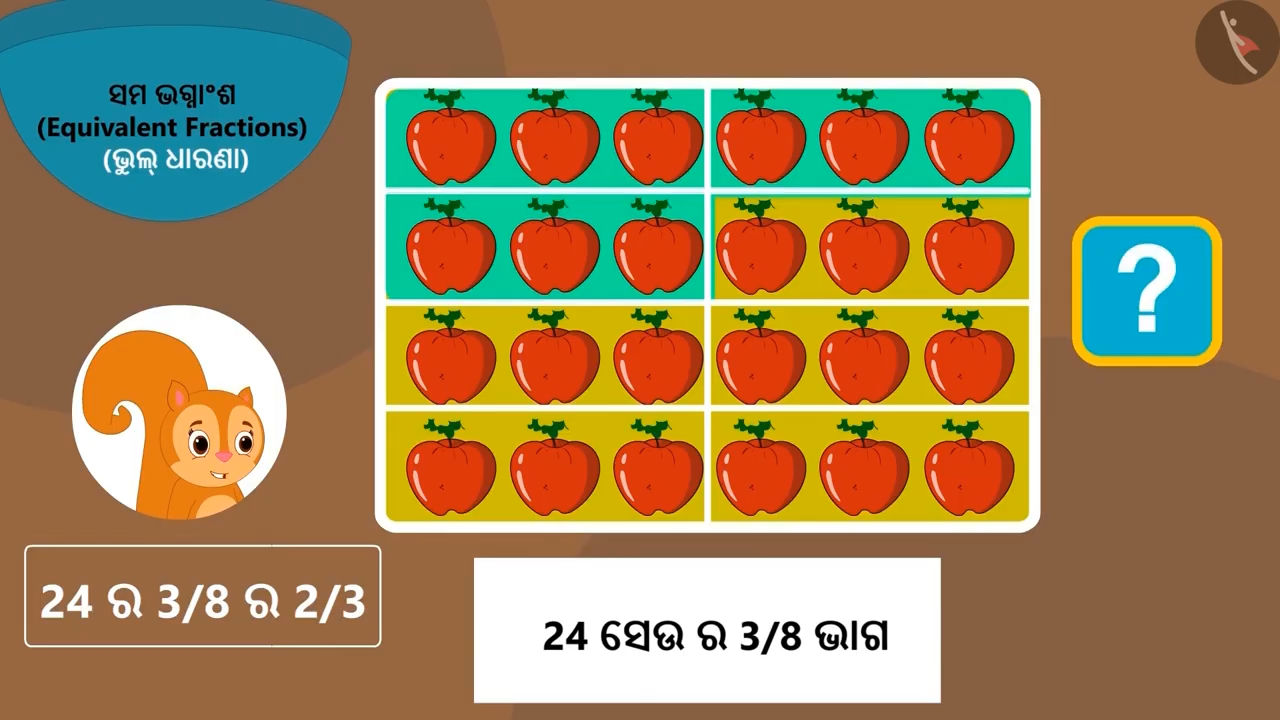 ସମ ଭଗ୍ନାଂଶ
(Equivalent Fractions)
(ଭୁଲ୍ ଧାରଣା)
?
24 ର 3/8 ର 2/3
24 ସେଉ ର 3/8 ଭାଗ